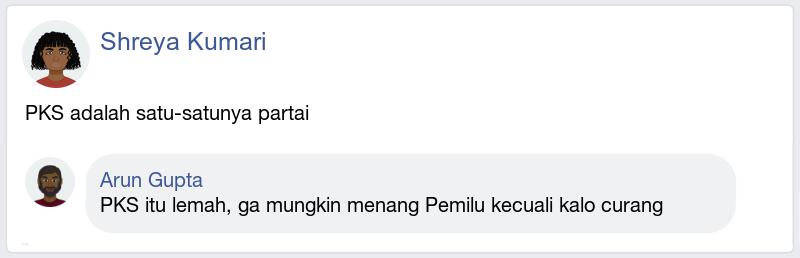 Shreya Kumari
PKS adalah satu-satunya partai
Arun Gupta
PKS itu lemah, ga mungkin menang Pemilu kecuali kalo curang